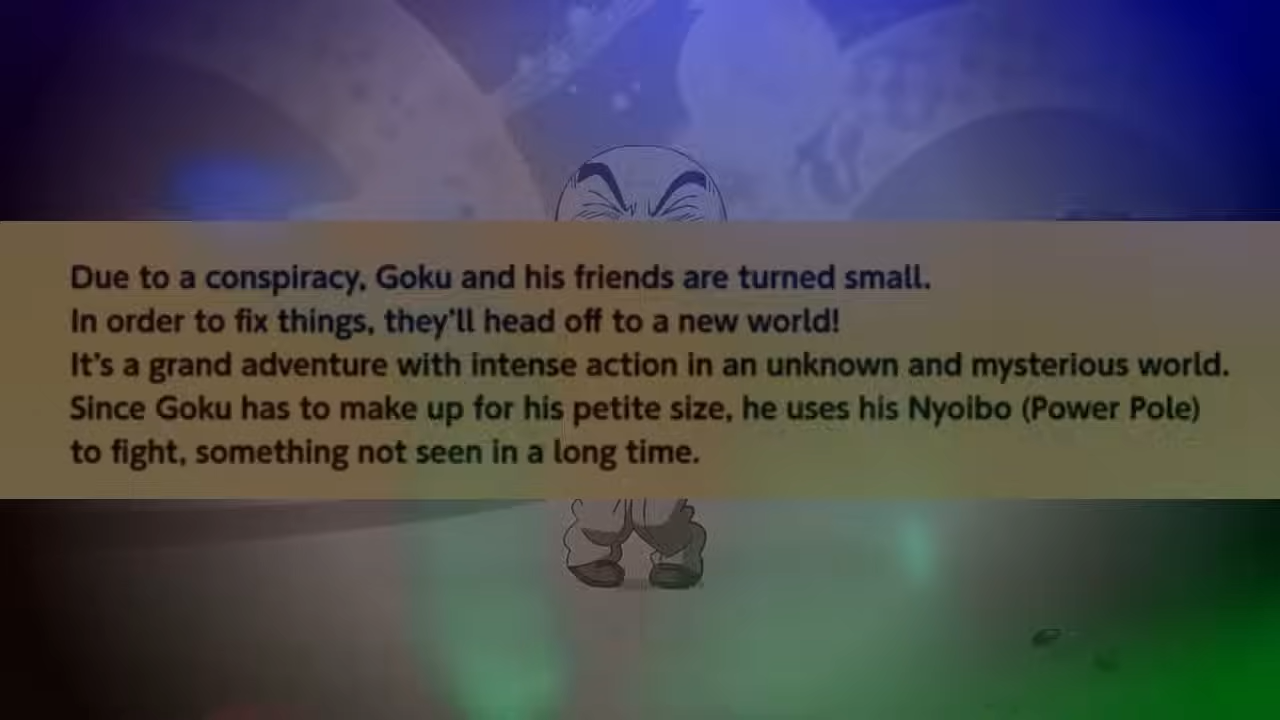 Due to a conspiracy, Goku and his friends are turned small.
In order to fix things, they'll head off to a new world!
It's a grand adventure with intense action in an unknown and mysterious world.
Since Goku has to make up for his petite size, he uses his Nyoibo (Power Pole)
to fight, something not seen in a long time.